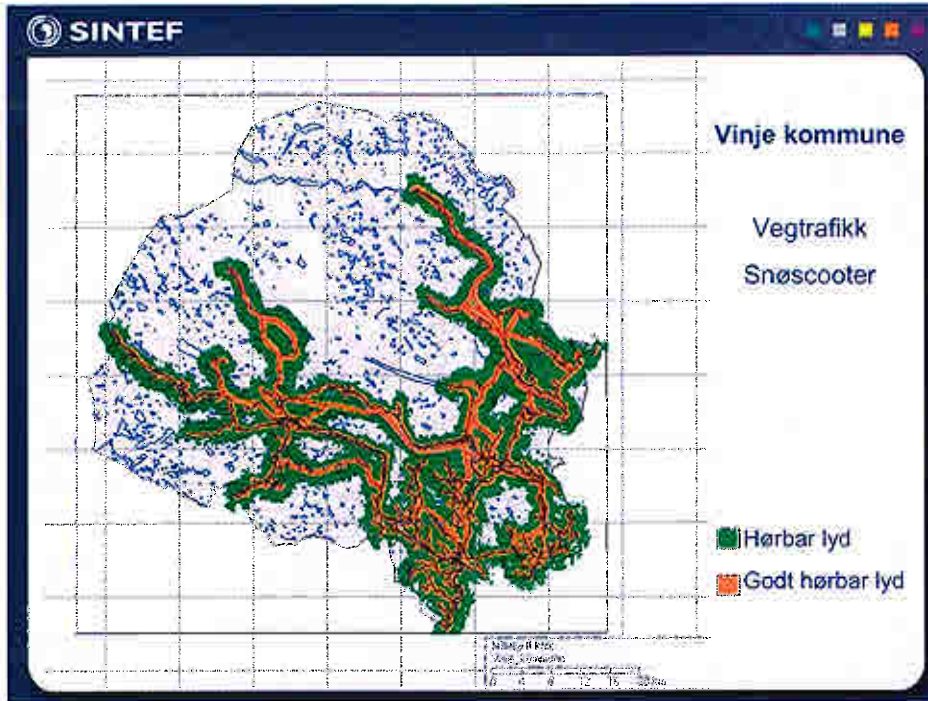 SINTEF
Vinje kommune
Vegtrafikk
Snøscooter
Hørbar lyd
Godt hørbar lyd